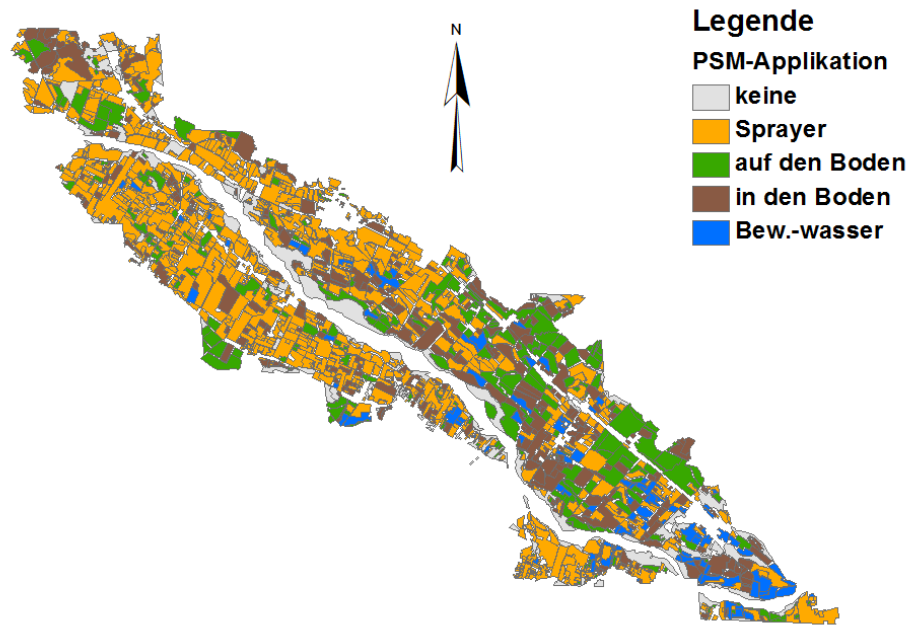 N
Legende
PSM-Applikation
keine
Sprayer
auf den Boden
in den Boden
Bew.-wasser